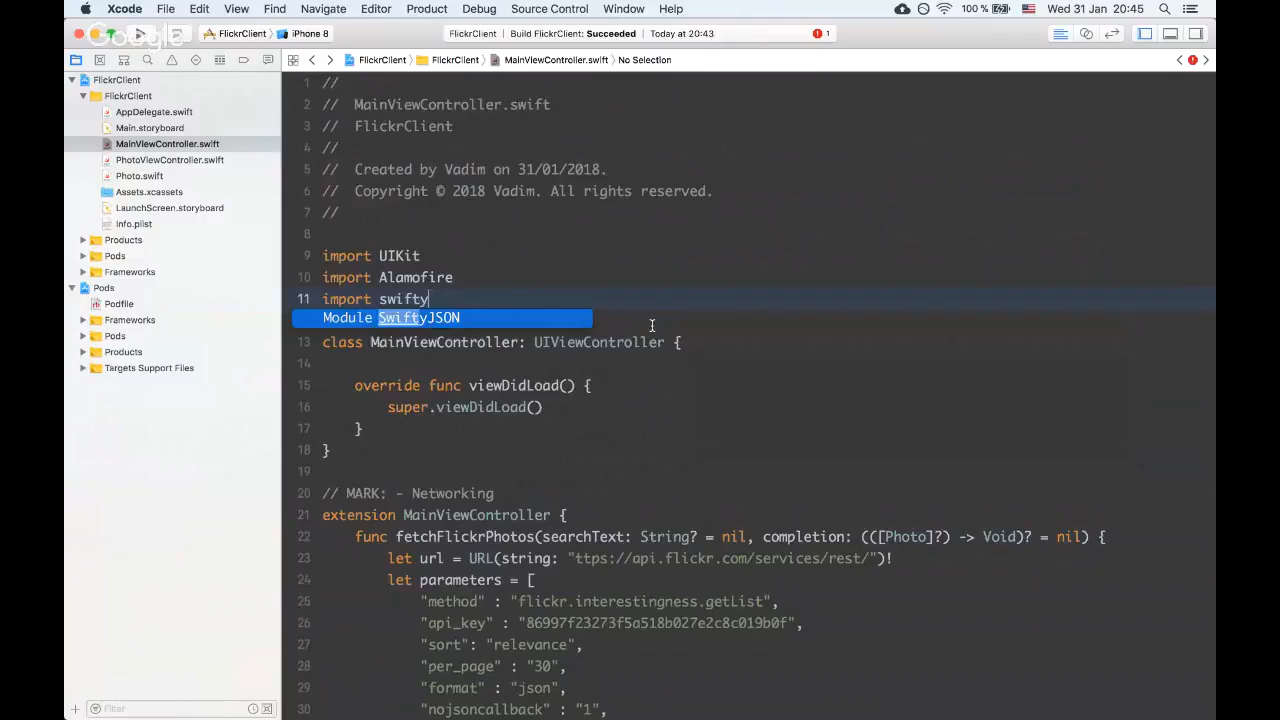 Xcode File Edit View Find Navigate Editor Product Debug Source Control Window Help 100 % Wed 31 Jan 20:45
Google
FlickrClient iPhone 8 FlickrClient Build FlickrClient: Succeeded Today at 20:43 1
FlickrClient FlickrClient MainViewController.swift No Selection
FlickrClient
FlickrClient
AppDelegate.swift
Main.storyboard
MainViewController.swift
PhotoViewController.swift
Photo.swift
Assets.xcassets
LaunchScreen.storyboard
Info.plist
Products
Pods
Frameworks
Pods
Podfile
Frameworks
Pods
Products
Targets Support Files
Filter
1 //
2 // MainViewController.swift
3 // FlickrClient
4 //
5 // Created by Vadim on 31/01/2018.
6 // Copyright © 2018 Vadim. All rights reserved.
7 //
8
9 import UIKit
10 import Alamofire
11 import swifty
Module SwiftyJSON
13 class MainViewController: UIViewController {
14
15 override func viewDidLoad() {
16 super.viewDidLoad()
17 }
18 }
19
20 // MARK: - Networking
21 extension MainViewController {
22 func fetchFlickrPhotos(searchText: String? = nil, completion: (([Photo]?) -> Void)? = nil) {
23 let url = URL(string: "ttps://api.flickr.com/services/rest/")!
24 let parameters = [
25 "method" : "flickr.interestingness.getList",
26 "api_key" : "86997f23273f5a518b027e2c8c019b0f",
27 "sort": "relevance",
28 "per_page" : "30",
29 "format" : "json",
30 "nojsoncallback" : "1",